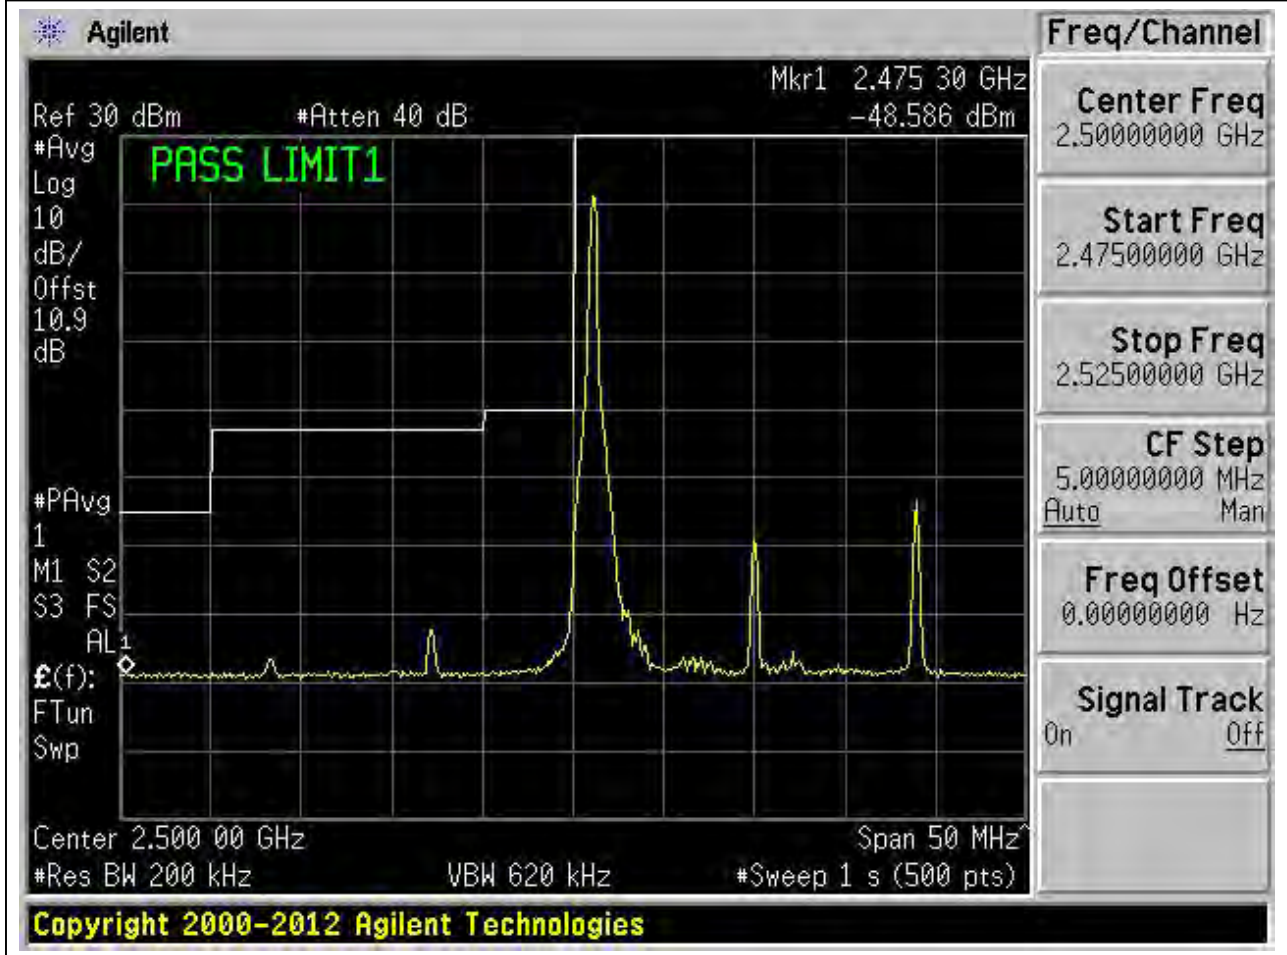 Agilent
Freq/Channel
Mkr1 2.475 30 GHz
Ref 30 dBm #Atten 40 dB -48.586 dBm
#Avg
Log
10
dB/
Offst
10.9
dB
PASS LIMIT1
#PAvg
1
M1 S2
S3 FS
AL
1
£(f):
FTun
Swp
Center 2.500 00 GHz Span 50 MHz^
#Res BW 200 kHz VBW 620 kHz #Sweep 1 s (500 pts)
Center Freq
2.50000000 GHz
Start Freq
2.47500000 GHz
Stop Freq
2.52500000 GHz
CF Step
5.00000000 MHz
Auto Man
Freq Offset
0.00000000 Hz
Signal Track
On Off
Copyright 2000-2012 Agilent Technologies